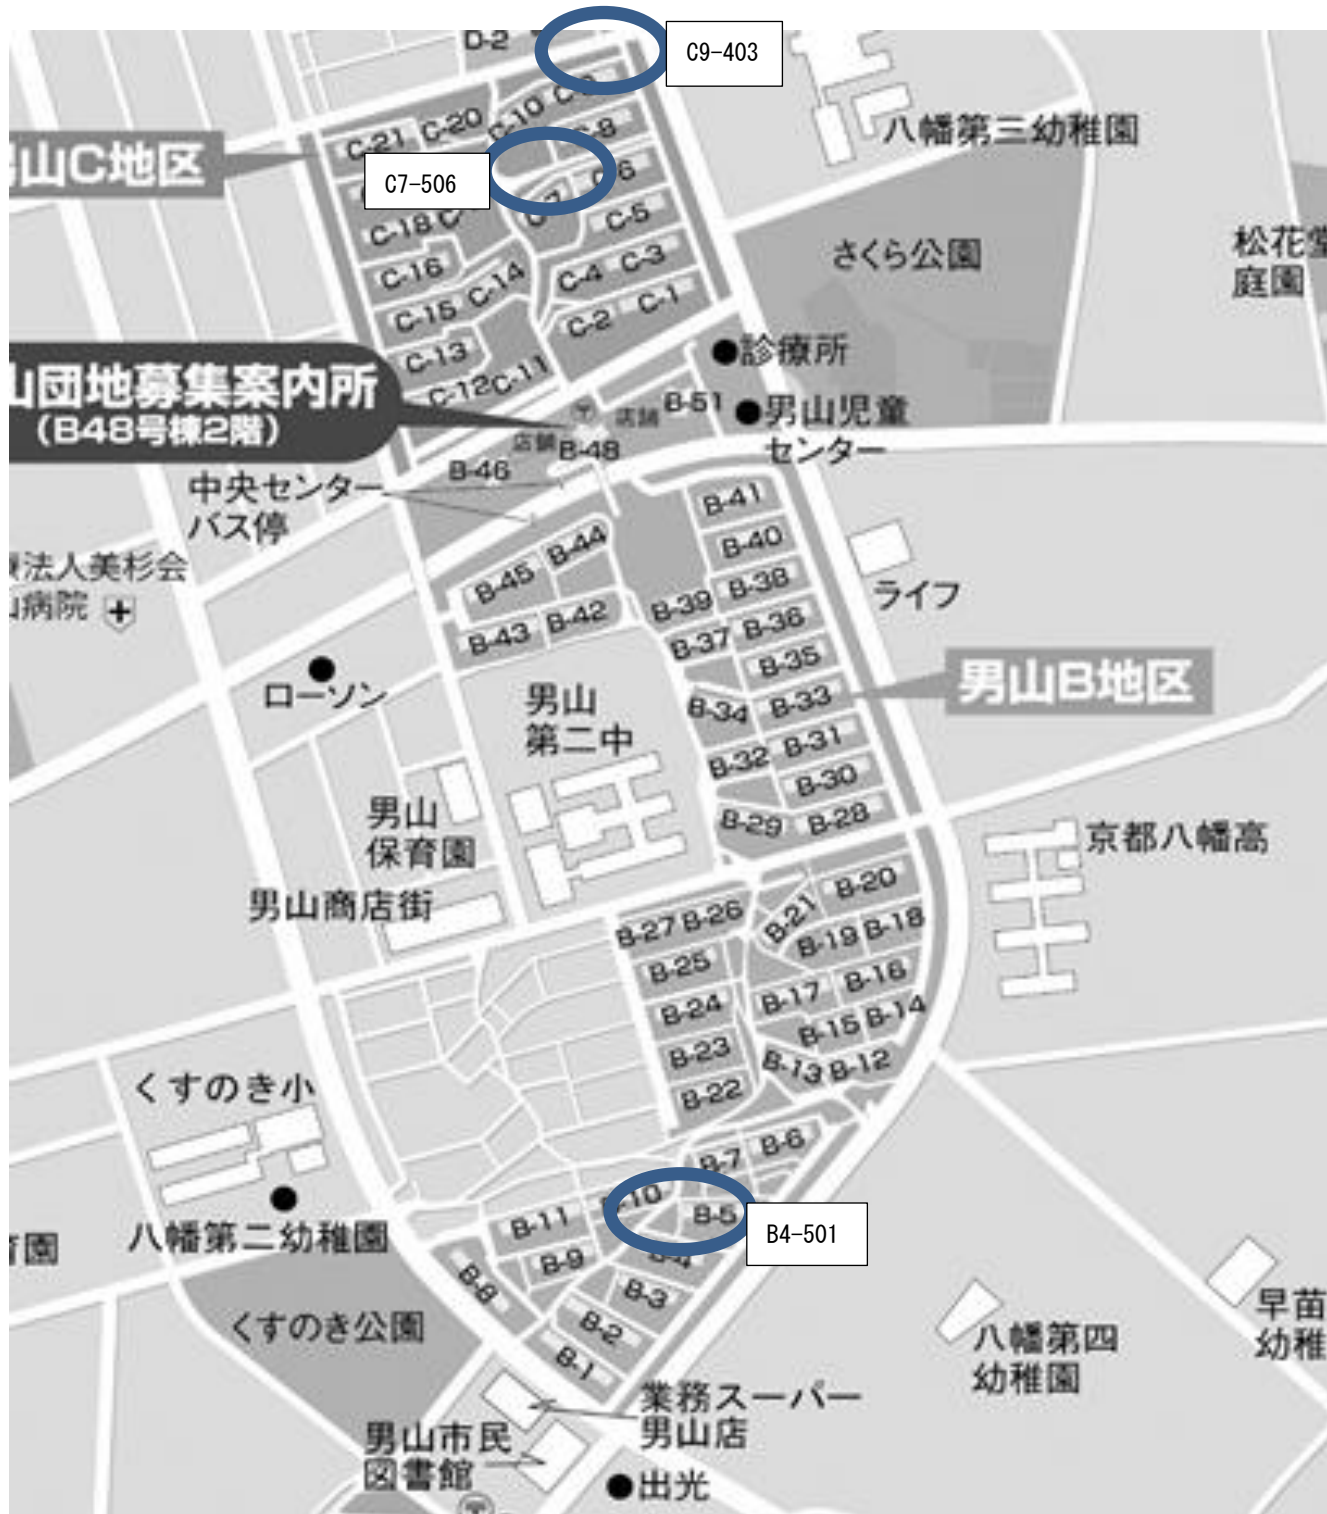 D-2
C9-403
C-9
C-10
C-20
C-21
C-8
八幡第三幼稚園
山C地区
C7-506
C-6
C-7
C-18
C-5
さくら公園
松花堂
庭園
C-16
C-14
C-4
C-3
C-15
C-2
C-1
C-13
C-12
C-11
診療所
山団地募集案内所
(B48号棟2階)
店舗
B-51
男山児童
センター
店舗
B-48
B-46
中央センター
バス停
B-41
B-44
B-40
法人美杉会
病院
B-45
B-38
ライフ
B-39
B-43
B-42
B-36
B-37
B-35
ローソン
男山
第二中
B-34
B-33
男山B地区
B-32
B-31
B-30
男山
保育園
B-29
B-28
京都八幡高
男山商店街
B-20
B-27
B-26
B-21
B-19
B-18
B-25
B-17
B-16
B-24
B-15
B-14
B-23
B-13
B-12
くすのき小
B-22
B-7
B-6
B-10
八幡第二幼稚園
育園
B-11
B-5
B4-501
B-9
B-4
B-8
B-3
くすのき公園
B-2
B-1
八幡第四
幼稚園
早苗
幼稚
業務スーパー
男山店
男山市民
図書館
出光